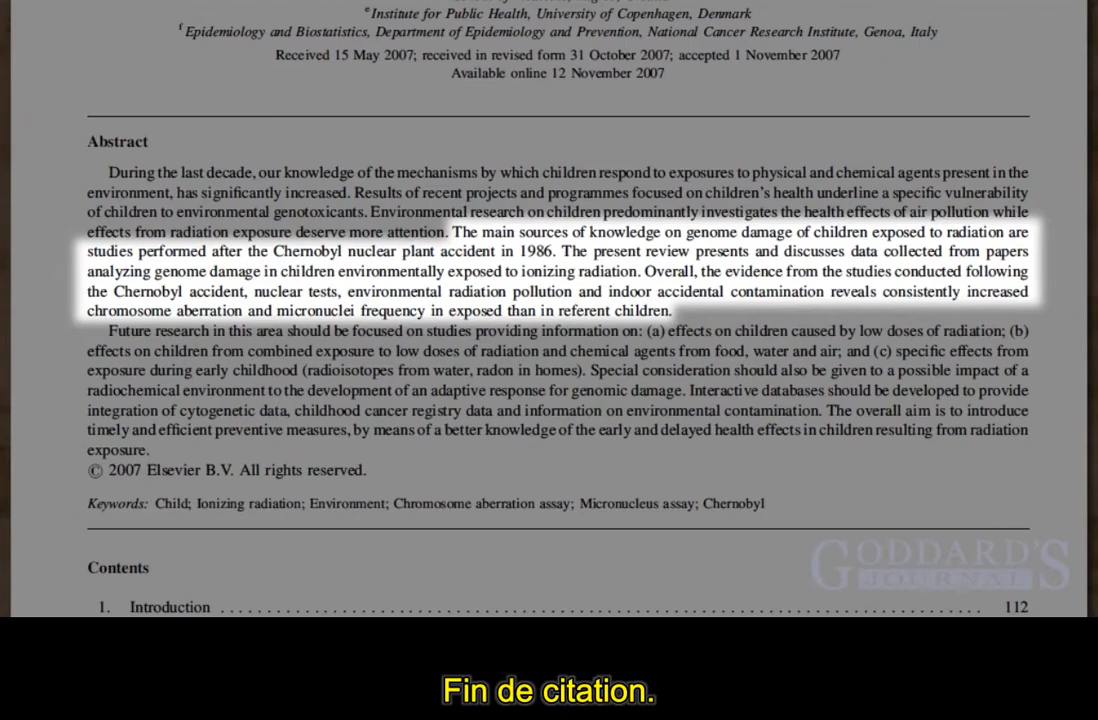 e Institute for Public Health, University of Copenhagen, Denmark
f Epidemiology and Biostatistics, Department of Epidemiology and Prevention, National Cancer Research Institute, Genoa, Italy
Received 15 May 2007; received in revised form 31 October 2007; accepted 1 November 2007
Available online 12 November 2007
Abstract
During the last decade, our knowledge of the mechanisms by which children respond to exposures to physical and chemical agents present in the
environment, has significantly increased. Results of recent projects and programmes focused on children's health underline a specific vulnerability
of children to environmental genotoxicants. Environmental research on children predominantly investigates the health effects of air pollution while
effects from radiation exposure deserve more attention. The main sources of knowledge on genome damage of children exposed to radiation are
studies performed after the Chernobyl nuclear plant accident in 1986. The present review presents and discusses data collected from papers
analyzing genome damage in children environmentally exposed to ionizing radiation. Overall, the evidence from the studies conducted following
the Chernobyl accident, nuclear tests, environmental radiation pollution and indoor accidental contamination reveals consistently increased
chromosome aberration and micronuclei frequency in exposed than in referent children.
Future research in this area should be focused on studies providing information on: (a) effects on children caused by low doses of radiation; (b)
effects on children from combined exposure to low doses of radiation and chemical agents from food, water and air; and (c) specific effects from
exposure during early childhood (radioisotopes from water, radon in homes). Special consideration should also be given to a possible impact of a
radiochemical environment to the development of an adaptive response for genomic damage. Interactive databases should be developed to provide
integration of cytogenetic data, childhood cancer registry data and information on environmental contamination. The overall aim is to introduce
timely and efficient preventive measures, by means of a better knowledge of the early and delayed health effects in children resulting from radiation
exposure.
© 2007 Elsevier B.V. All rights reserved.
Keywords: Child; Ionizing radiation; Environment; Chromosome aberration assay; Micronucleus assay; Chernobyl
GODDARD'S
JOURNAL
Contents
1. Introduction . . . . . . . . . . . . . . . . . . . . . . . . . . . . . . . . . . . . . . . . 112
Fin de citation.